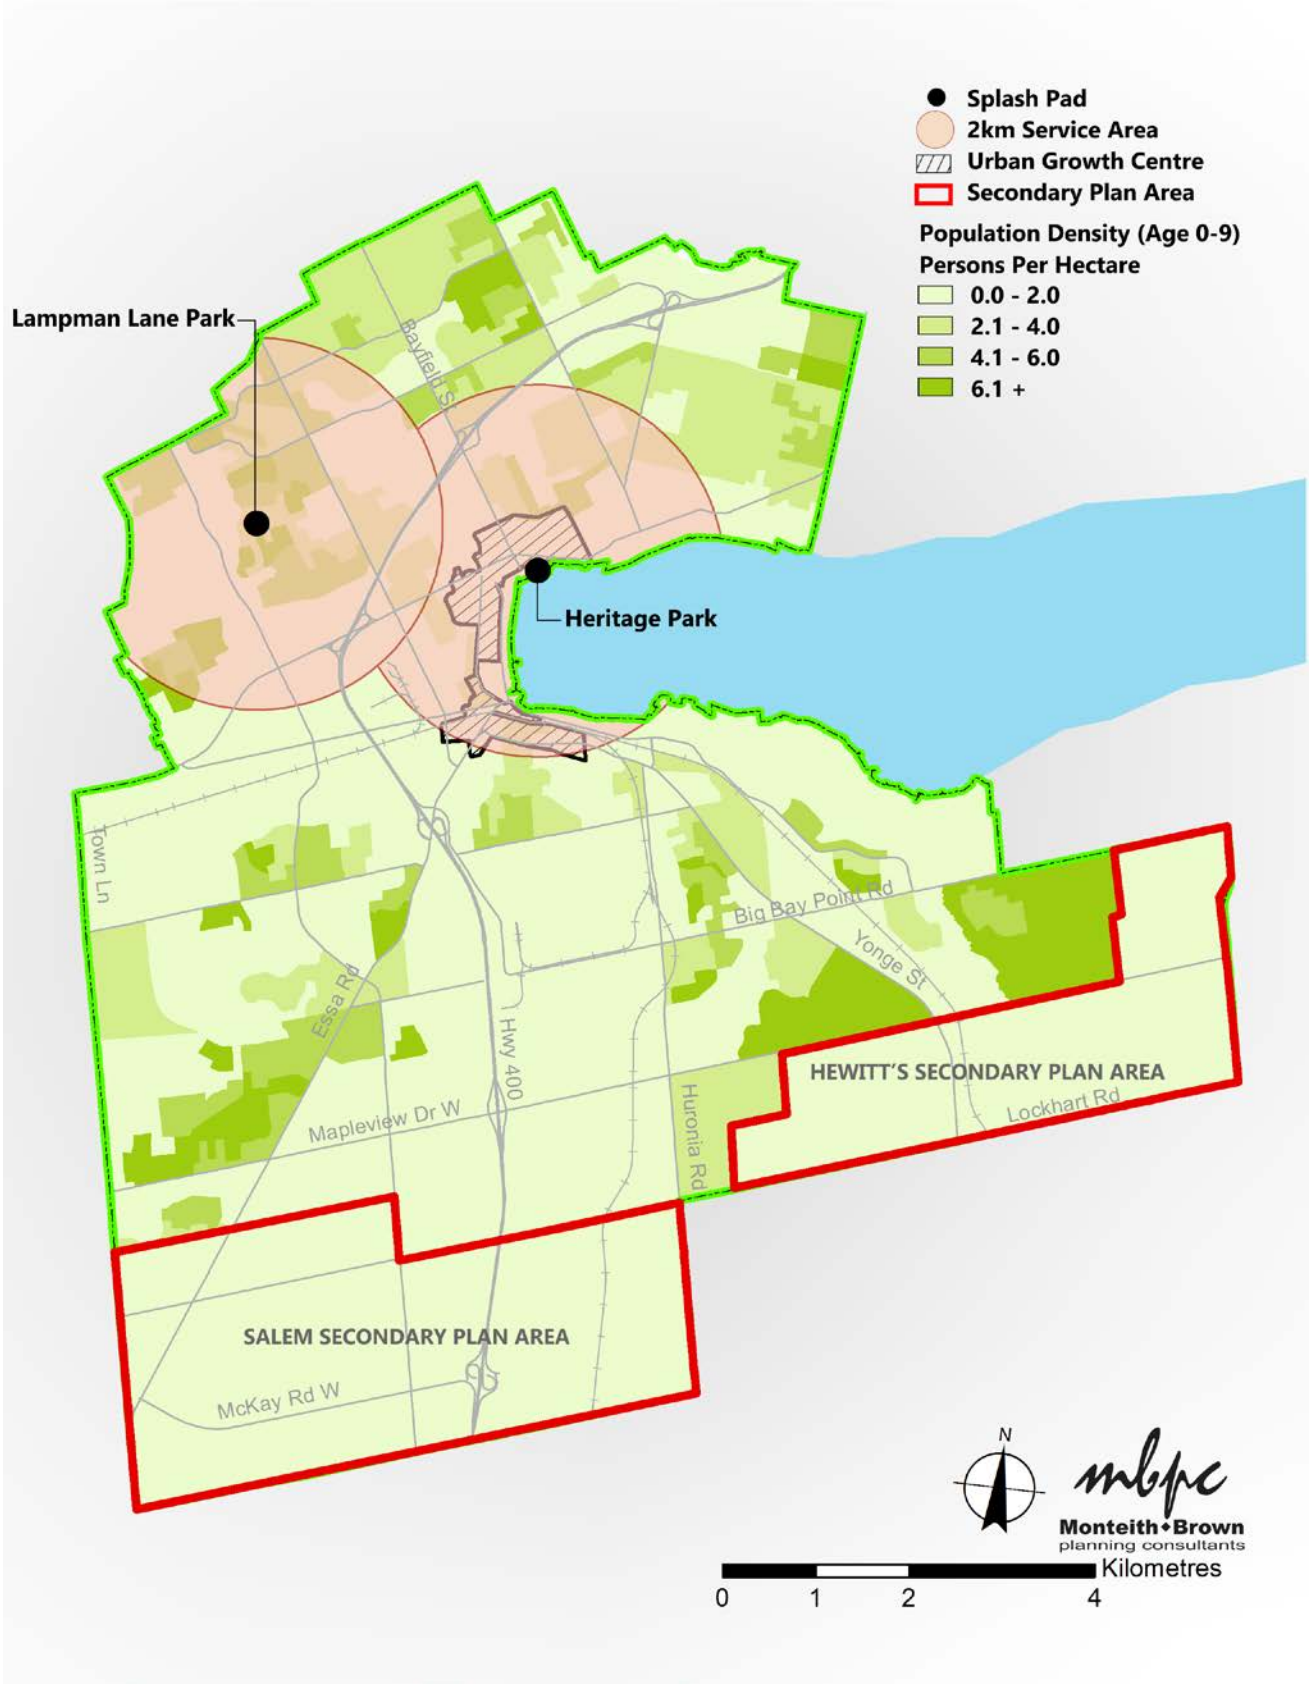 Splash Pad
2km Service Area
Urban Growth Centre
Secondary Plan Area
Population Density (Age 0-9)
Persons Per Hectare
0.0 - 2.0
2.1 - 4.0
4.1 - 6.0
6.1 +
Lampman Lane Park
Bayfield St
Heritage Park
Town Ln
Big Bay Point Rd
Yonge St
Essa Rd
Hwy 400
HEWITT'S SECONDARY PLAN AREA
Mapleview Dr W
Huronia Rd
Lockhart Rd
SALEM SECONDARY PLAN AREA
McKay Rd W
N
mbpc
Monteith◆Brown
planning consultants
Kilometres
0 1 2 4